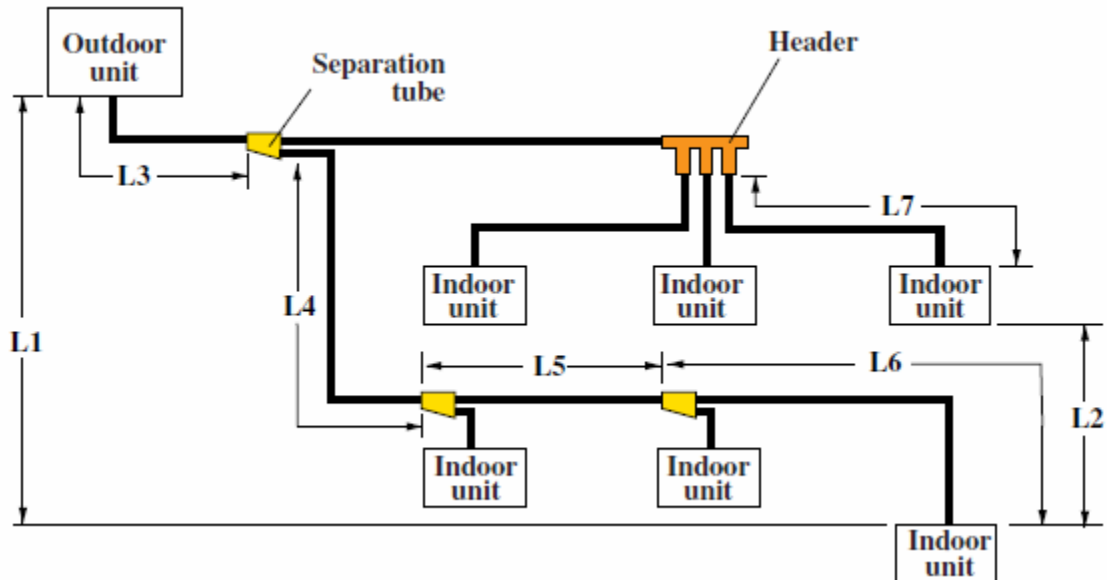 Outdoor
unit
Separation
tube
Header
L3
L7
Indoor
unit
Indoor
unit
Indoor
unit
L4
L1
L5
L6
L2
Indoor
unit
Indoor
unit
Indoor
unit